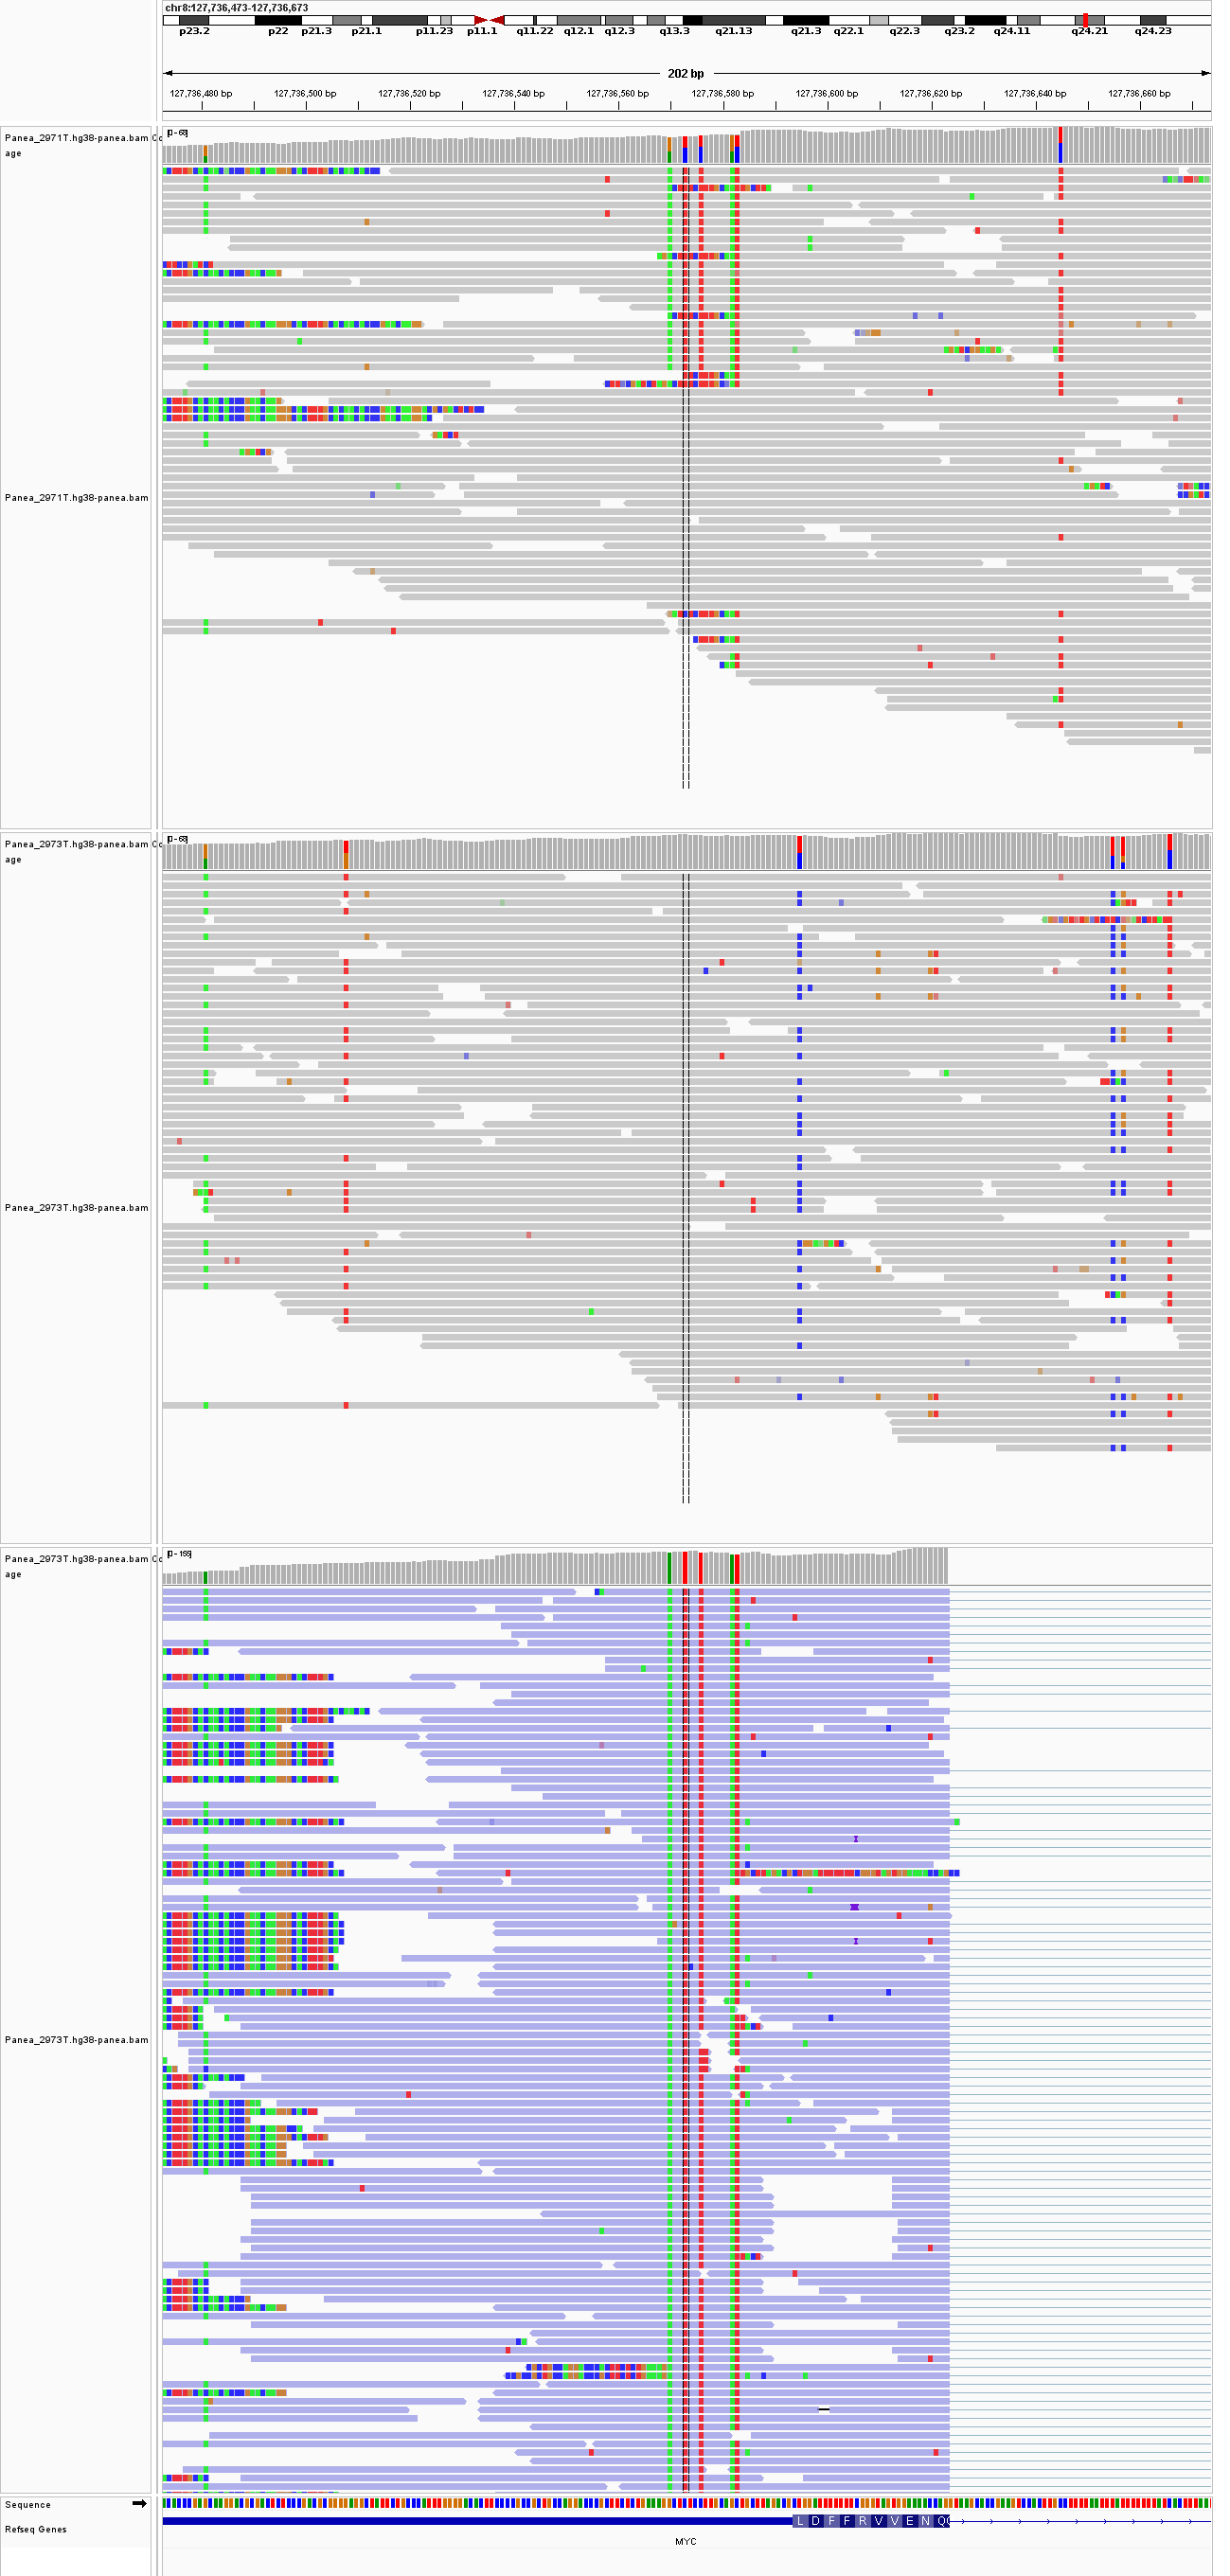 chr8:127,736,473-127,736,673
p23.2 p22 p21.3 p21.1 p11.23 p11.1 q11.22 q12.1 q12.3 q13.3 q21.13 q21.3 q22.1 q22.3 q23.2 q24.11 q24.21 q24.23
202 bp
127,736,480 bp 127,736,500 bp 127,736,520 bp 127,736,540 bp 127,736,560 bp 127,736,580 bp 127,736,600 bp 127,736,620 bp 127,736,640 bp 127,736,660 bp
Panea_2971T.hg38-panea.bam Co
age
[0 - 63]
Panea_2971T.hg38-panea.bam
Panea_2973T.hg38-panea.bam Co
age
[0 - 68]
Panea_2973T.hg38-panea.bam
Panea_2973T.hg38-panea.bam Co
age
Panea_2973T.hg38-panea.bam
Sequence
Refseq Genes
L D F F R V V E N Q
MYC